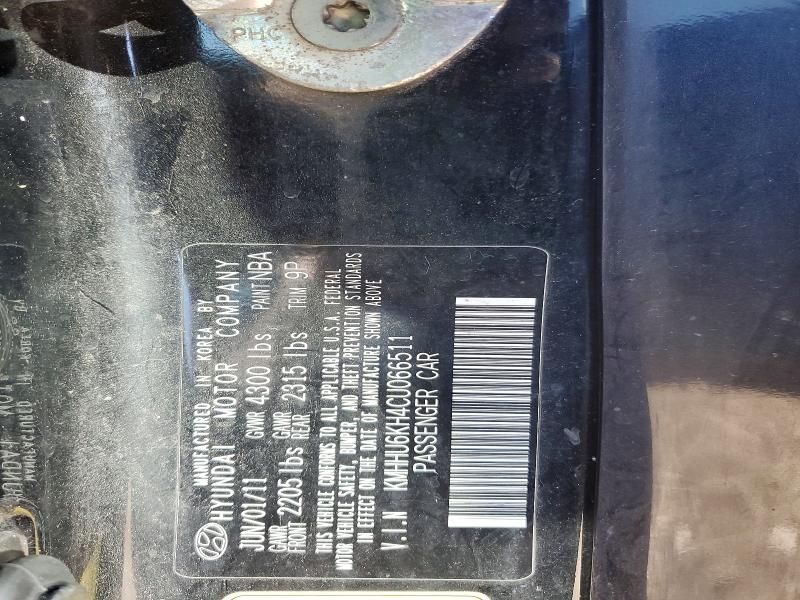 PHC
MANUFACTURED IN KOREA BY
HYUNDAI MOTOR COMPANY
JUN/01/11 GVWR 4300 lbs PAINT NBA
GAWR FRONT 2205 lbs GAWR REAR 2315 lbs TRIM 9P
THIS VEHICLE CONFORMS TO ALL APPLICABLE U.S.A. FEDERAL
MOTOR VEHICLE SAFETY, BUMPER, AND THEFT PREVENTION STANDARDS
IN EFFECT ON THE DATE OF MANUFACTURE SHOWN ABOVE
V.I.N KMHHU6KH4CU066511
PASSENGER CAR